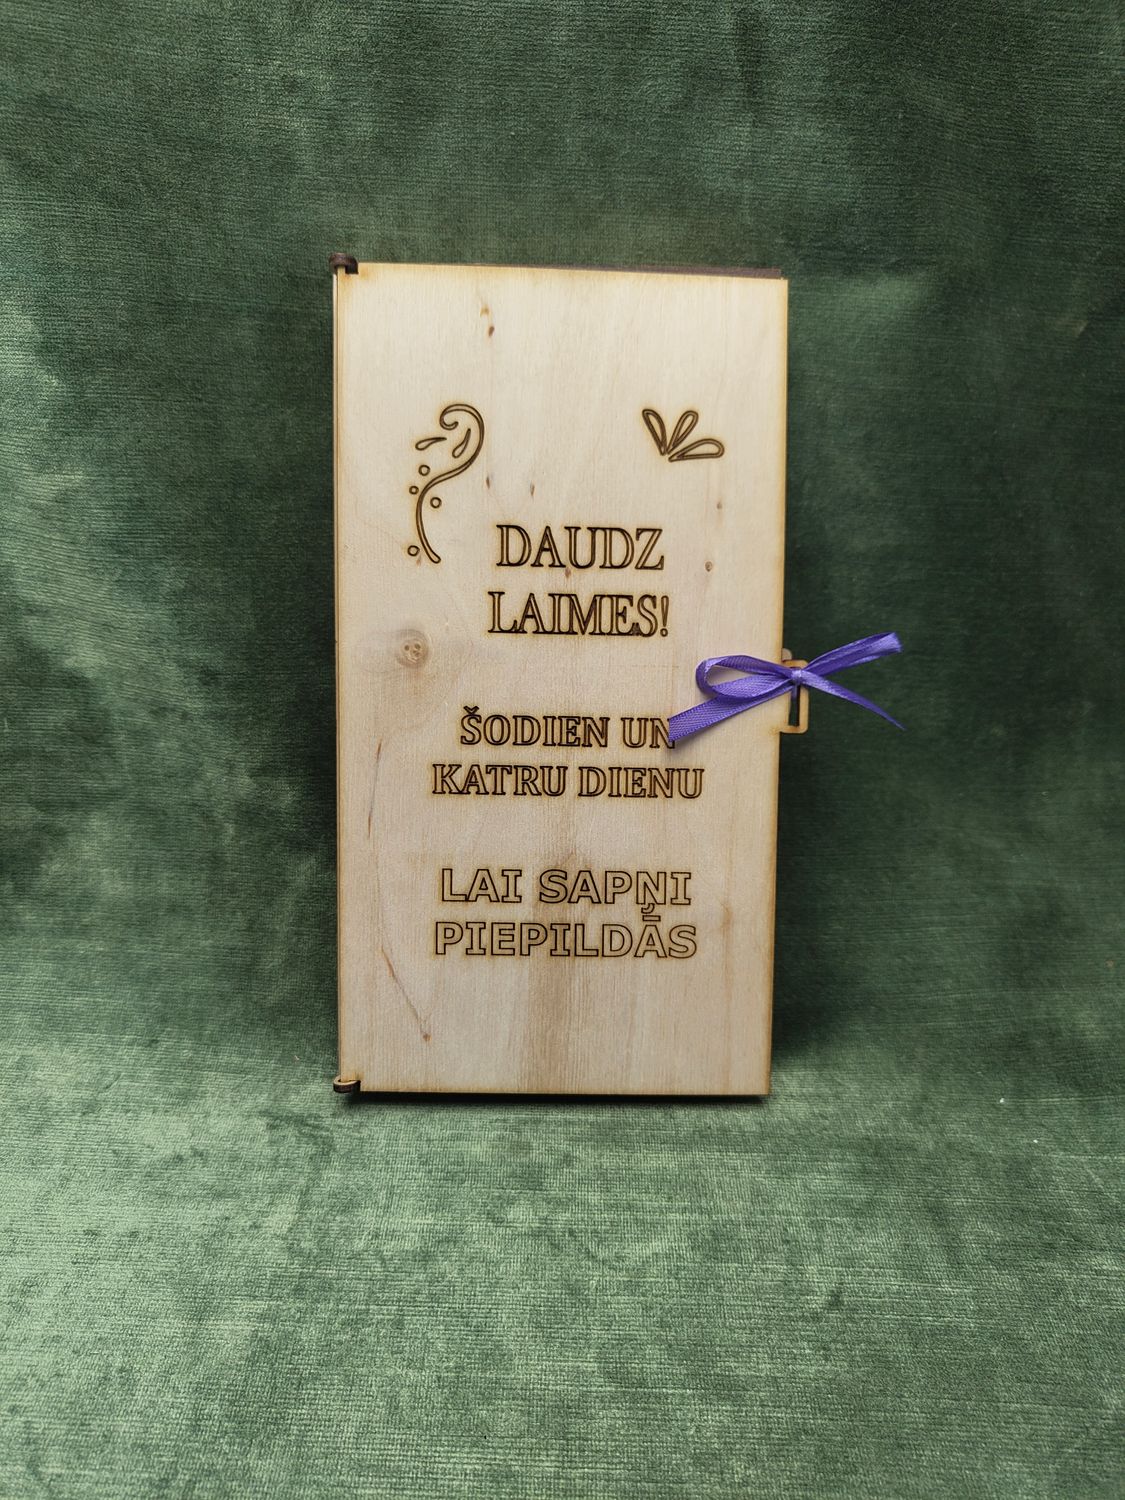 DAUDZ
LAIMES!
ŠODIEN UN
KATRU DIENU
LAI SAPŅI
PIEPILDĀS